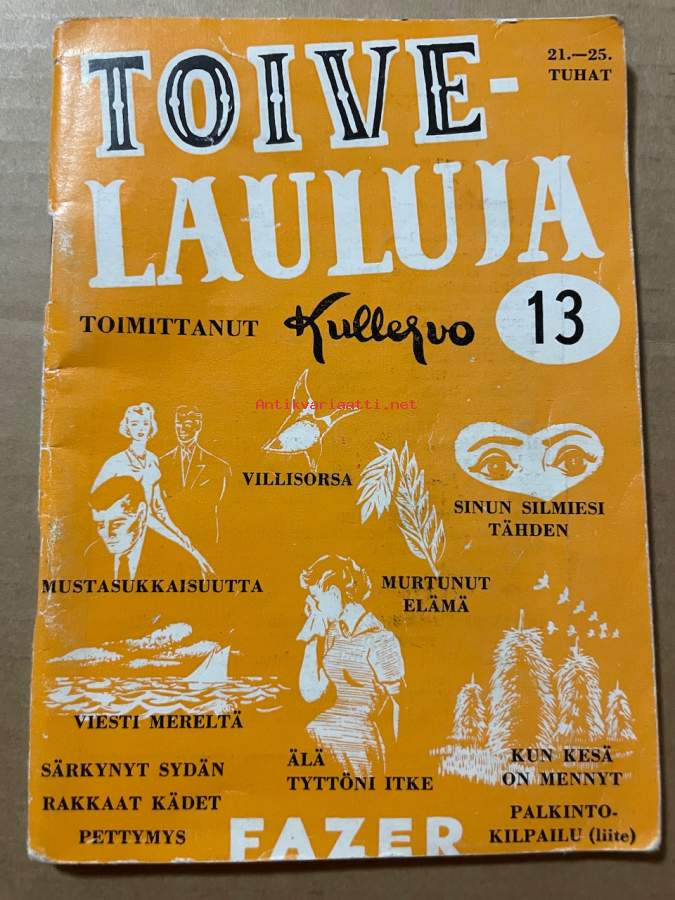 TOIVE-
21.—25.
TUHAT
LAULUJA
TOIMITTANUT Kullervo 13
Antikvariaatti.net
VILLISORSA
SINUN SILMIESI
TÄHDEN
MUSTASUKKAISUUTTA
MURTUNUT
ELÄMÄ
VIESTI MERELTÄ
ÄLÄ
TYTTÖNI ITKE
KUN KESÄ
ON MENNYT
SÄRKYNYT SYDÄN
RAKKAAT KÄDET
PETTYMYS
PALKINTO-
KILPAILU (liite)
FAZER